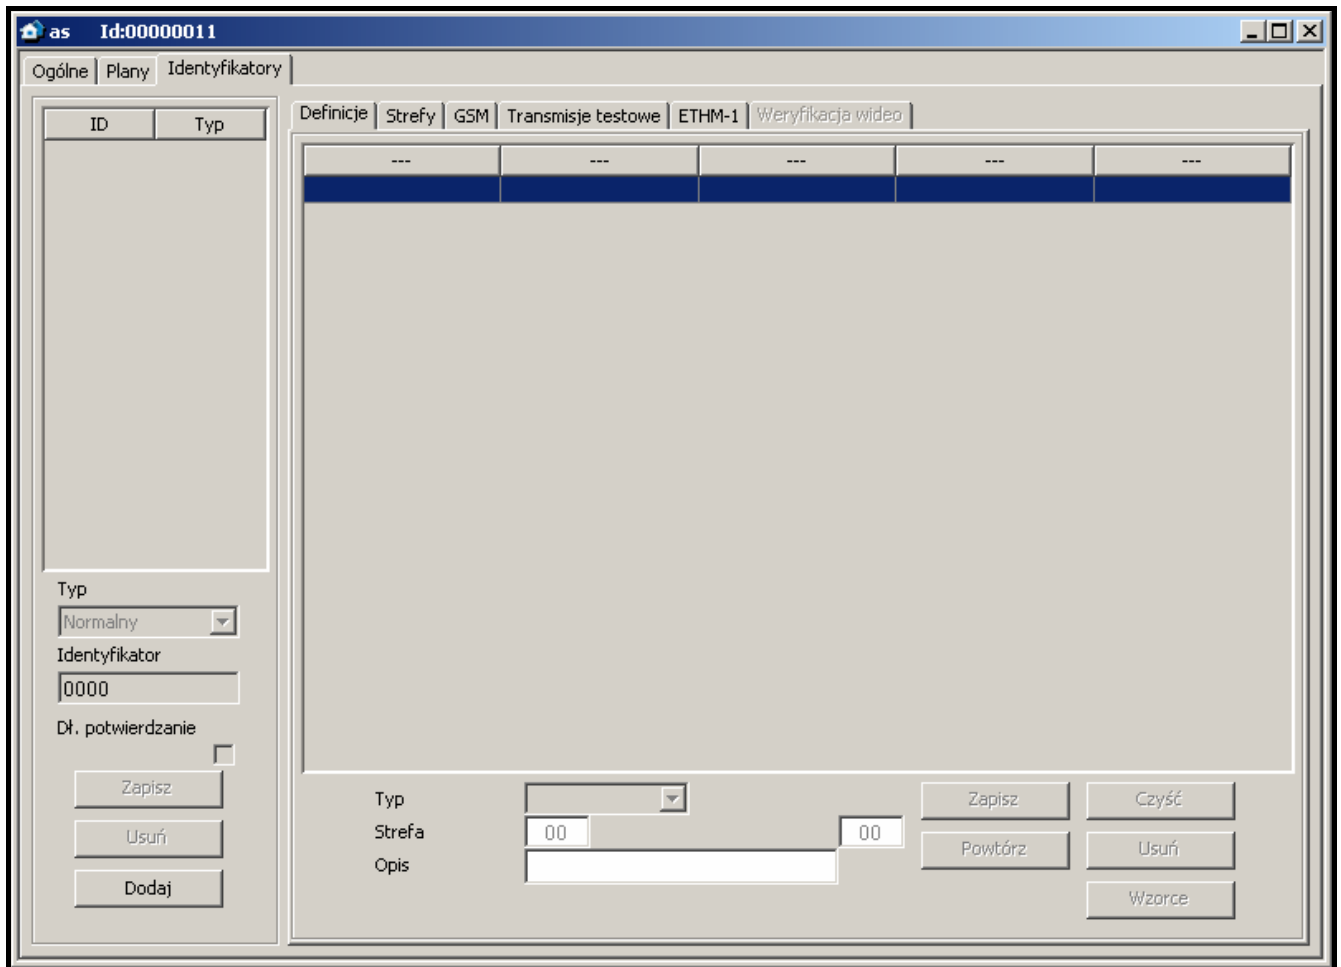 as Id:00000011
Ogólne Plany Identyfikatory
ID Typ
Definicje Strefy GSM Transmisje testowe ETHM-1 Weryfikacja wideo
--- --- --- --- ---
Typ
Normalny
Identyfikator
0000
Dł. potwierdzanie
Zapisz
Usuń
Dodaj
Typ
Strefa 00 00
Opis
Zapisz Czyść
Powtórz Usuń
Wzorce